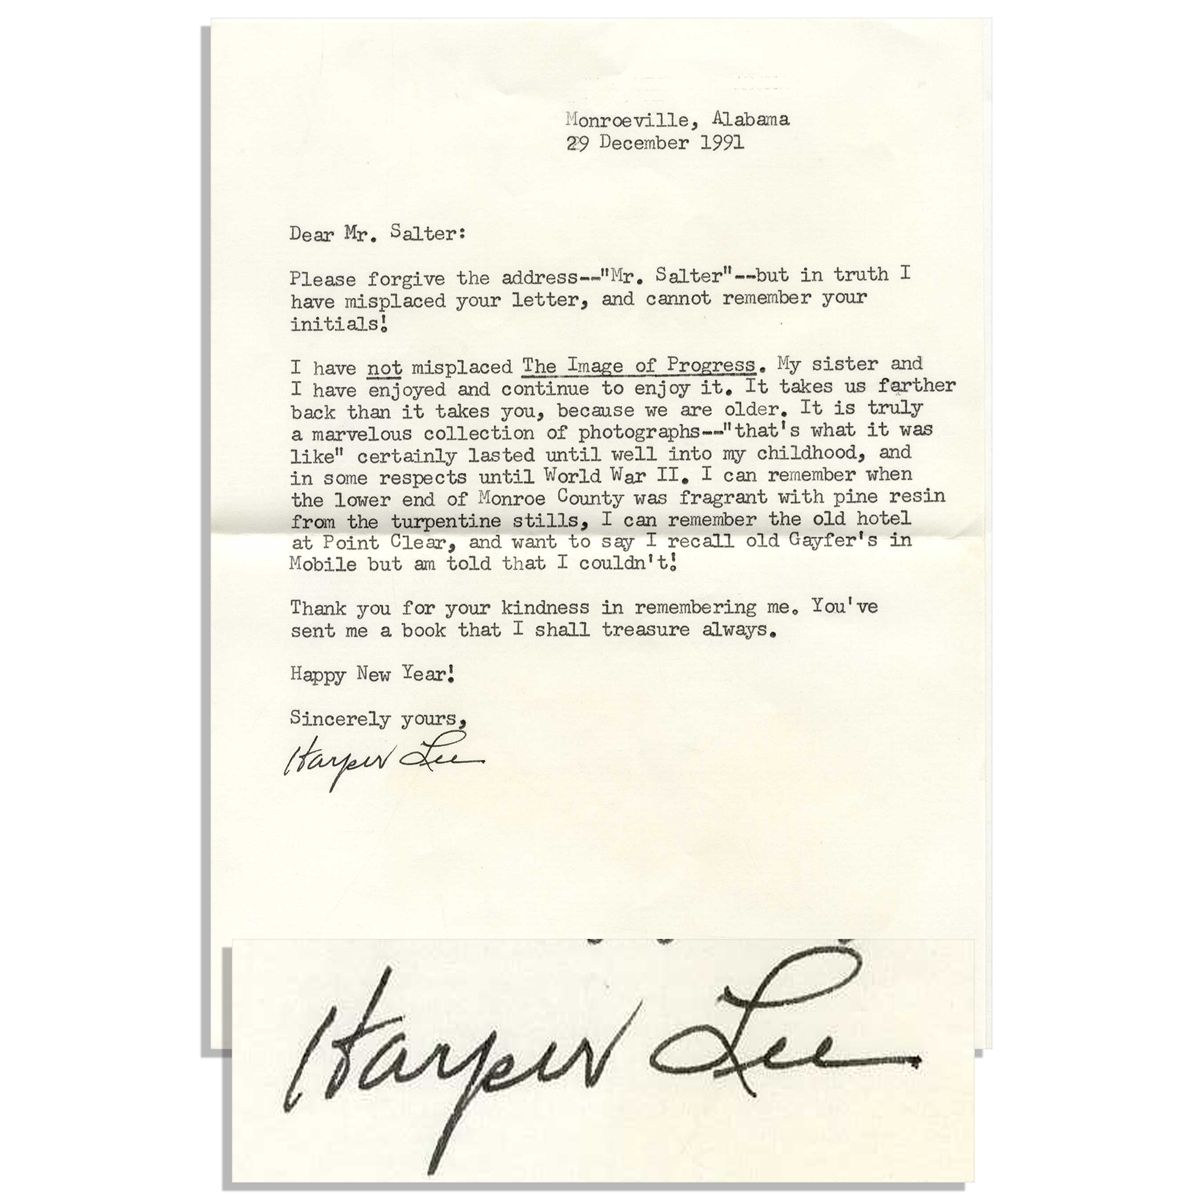 Monroeville, Alabama
29 December 1991
Dear Mr. Salter:
Please forgive the address--"Mr. Salter"--but in truth I
have misplaced your letter, and cannot remember your
initials!
I have not misplaced The Image of Progress. My sister and
I have enjoyed and continue to enjoy it. It takes us farther
back than it takes you, because we are older. It is truly
a marvelous collection of photographs--"that's what it was
like" certainly lasted until well into my childhood, and
in some respects until World War II. I can remember when
the lower end of Monroe County was fragrant with pine resin
from the turpentine stills, I can remember the old hotel
at Point Clear, and want to say I recall old Gayfer's in
Mobile but am told that I couldn't!
Thank you for your kindness in remembering me. You've
sent me a book that I shall treasure always.
Happy New Year!
Sincerely yours,
Harper Lee
Harper Lee